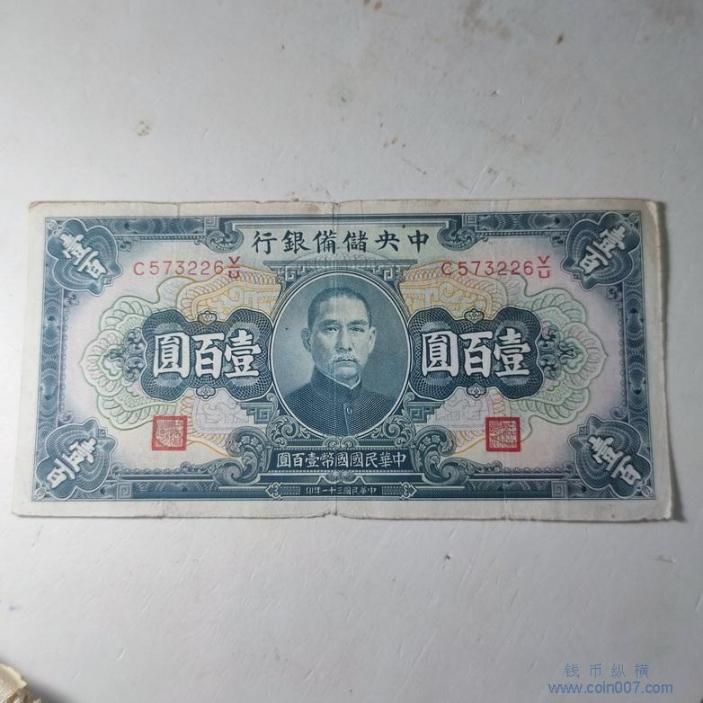 行銀備儲央中
C573226 V/U
C573226 V/U
壹百
壹百
圓百壹
圓百壹
圓百壹幣國國民華中
印年一十三國民華中
壹百
壹百
钱币纵横
www.coin007.com